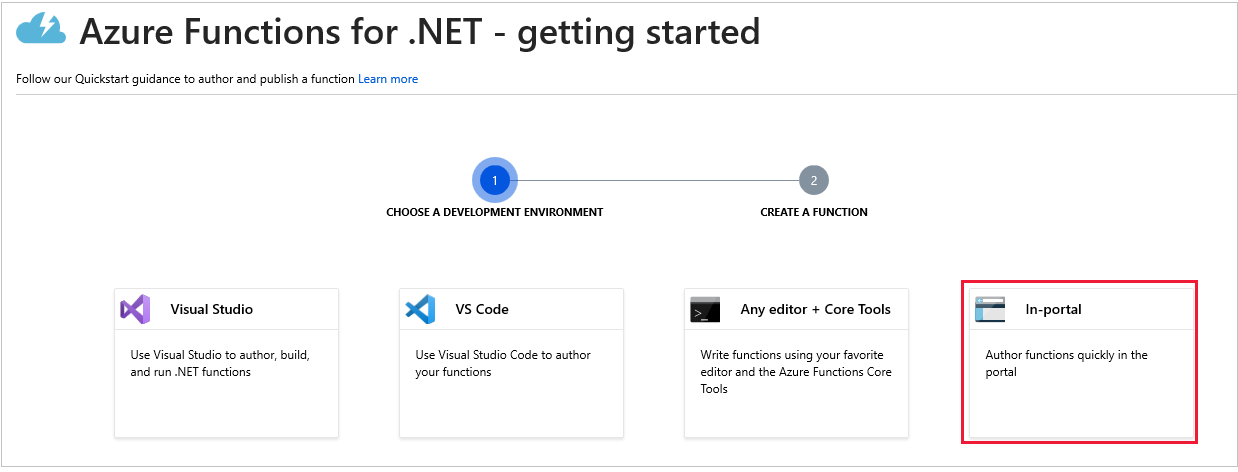 Azure Functions for .NET - getting started
Follow our Quickstart guidance to author and publish a function Learn more
1
2
CHOOSE A DEVELOPMENT ENVIRONMENT
CREATE A FUNCTION
Visual Studio
Use Visual Studio to author, build,
and run .NET functions
VS Code
Use Visual Studio Code to author
your functions
Any editor + Core Tools
Write functions using your favorite
editor and the Azure Functions Core
Tools
In-portal
Author functions quickly in the
portal